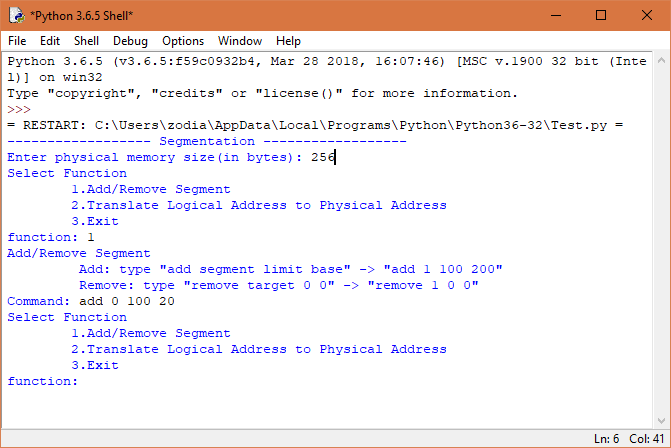 *Python 3.6.5 Shell*
File Edit Shell Debug Options Window Help
Python 3.6.5 (v3.6.5:f59c0932b4, Mar 28 2018, 16:07:46) [MSC v.1900 32 bit (Inte
l)] on win32
Type "copyright", "credits" or "license()" for more information.
>>>
= RESTART: C:\Users\zodia\AppData\Local\Programs\Python\Python36-32\Test.py =
------------------ Segmentation ------------------
Enter physical memory size(in bytes): 256
Select Function
        1.Add/Remove Segment
        2.Translate Logical Address to Physical Address
        3.Exit
function: 1
Add/Remove Segment
         Add: type "add segment limit base" -> "add 1 100 200"
         Remove: type "remove target 0 0" -> "remove 1 0 0"
Command: add 0 100 20
Select Function
        1.Add/Remove Segment
        2.Translate Logical Address to Physical Address
        3.Exit
function:
Ln: 6 Col: 41